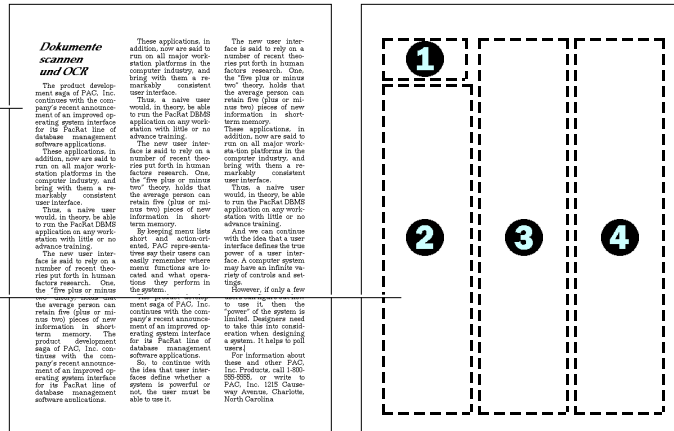 Dokumente
scannen
und OCR
The product develop-
ment saga of PAC, Inc.
continues with the com-
pany's recent announce-
ment of an improved op-
erating system interface
for its PacRat line of
database management
software applications.
These applications, in
addition, now are said to
run on all major work-
station platforms in the
computer industry, and
bring with them a re-
markably consistent
user interface.
Thus, a naive user
would, in theory, be able
to run the PacRat DBMS
application on any work-
station with little or no
advance training.
The new user inter-
face is said to rely on a
number of recent theo-
ries put forth in human
factors research. One,
the "five plus or minus
two" theory, holds that
the average person can
retain five (plus or mi-
nus two) pieces of new
information in short-
term memory. The
product development
saga of PAC, Inc. con-
tinues with the com-
pany's recent announce-
ment of an improved op-
erating system interface
for its PacRat line of
database management
software applications.
These applications, in
addition, now are said to
run on all major work-
station platforms in the
computer industry, and
bring with them a re-
markably consistent
user interface.
Thus, a naive user
would, in theory, be able
to run the PacRat DBMS
application on any work-
station with little or no
advance training.
The new user inter-
face is said to rely on a
number of recent theo-
ries put forth in human
factors research. One,
the "five plus or minus
two" theory, holds that
the average person can
retain five (plus or mi-
nus two) pieces of new
information in short-
term memory.
By keeping menu lists
short and action-ori-
ented, PAC representa-
tives say their users can
easily remember where
menu functions are lo-
cated and what opera-
tions they perform in
the system.
The product develop-
ment saga of PAC, Inc.
continues with the com-
pany's recent announce-
ment of an improved op-
erating system interface
for its PacRat line of
database management
software applications.
So, to continue with
the idea that user inter-
faces define whether a
system is powerful or
not, the user must be
able to use it.
The new user inter-
face is said to rely on a
number of recent theo-
ries put forth in human
factors research. One,
the "five plus or minus
two" theory, holds that
the average person can
retain five (plus or mi-
nus two) pieces of new
information in short-
term memory.
These applications, in
addition, now are said to
run on all major work-
sta-tion platforms in the
computer industry, and
bring with them a re-
markably consistent
user interface.
Thus, a naive user
would, in theory, be able
to run the PacRat DBMS
application on any work-
station with little or no
advance training.
And we can continue
with the idea that a user
interface defines the true
power of a user inter-
face. A computer system
may have an infinite va-
riety of controls and set-
tings.
However, if only a few
users can figure out how
to use it, then the
"power" of the system is
limited. Designers need
to take this into consid-
eration when designing
a system. It helps to poll
users.
For information about
these and other PAC,
Inc. Products, call 1-800-
555-5555, or write to
PAC, Inc. 1215 Cause-
way Avenue, Charlotte,
North Carolina
1
2
3
4